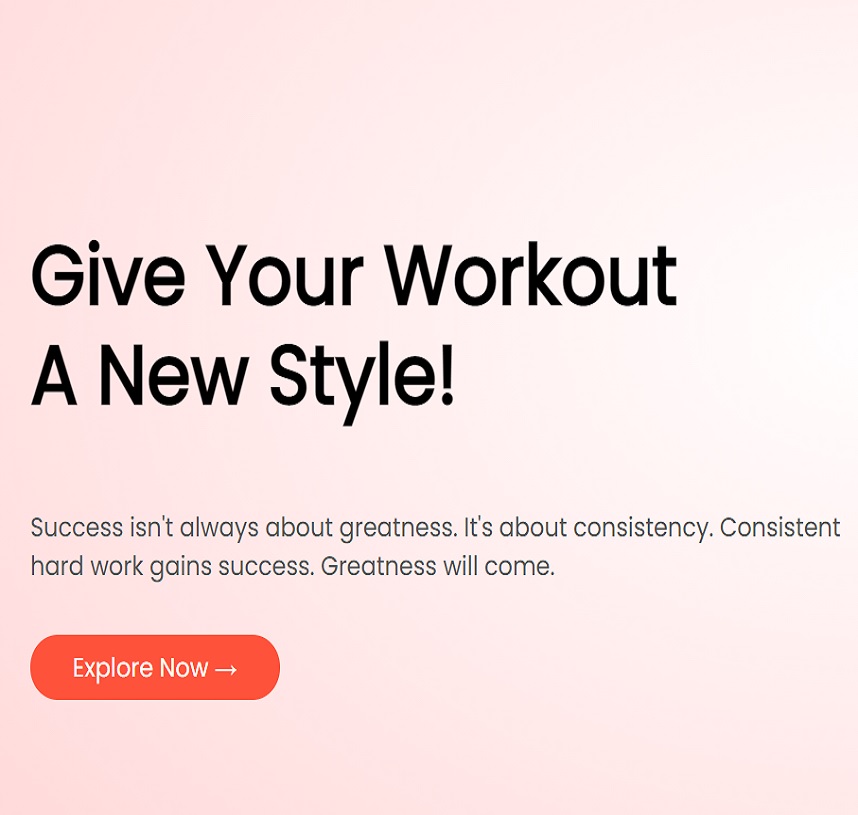 Give Your Workout
A New Style!
Success isn't always about greatness. It's about consistency. Consistent
hard work gains success. Greatness will come.
Explore Now →